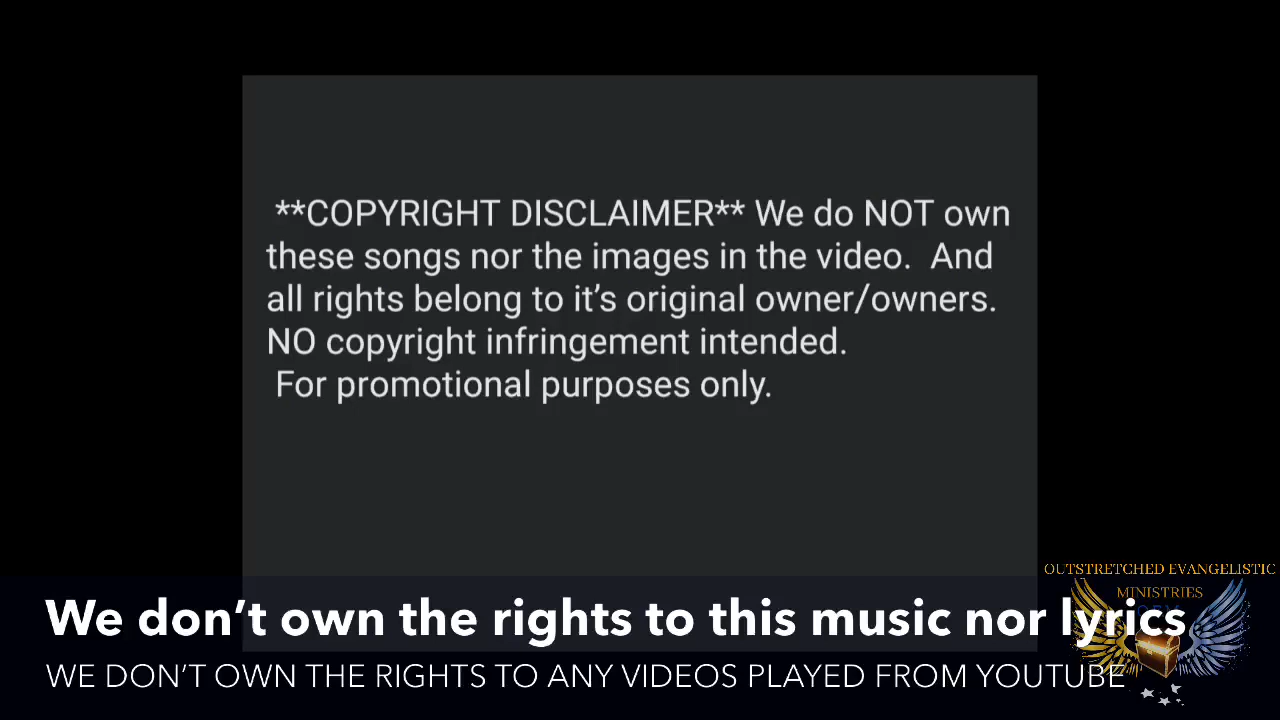 **COPYRIGHT DISCLAIMER** We do NOT own
these songs nor the images in the video.  And
all rights belong to it’s original owner/owners.
NO copyright infringement intended.
For promotional purposes only.
OUTSTRETCHED EVANGELISTIC
MINISTRIES
We don’t own the rights to this music nor lyrics
WE DON’T OWN THE RIGHTS TO ANY VIDEOS PLAYED FROM YOUTUBE